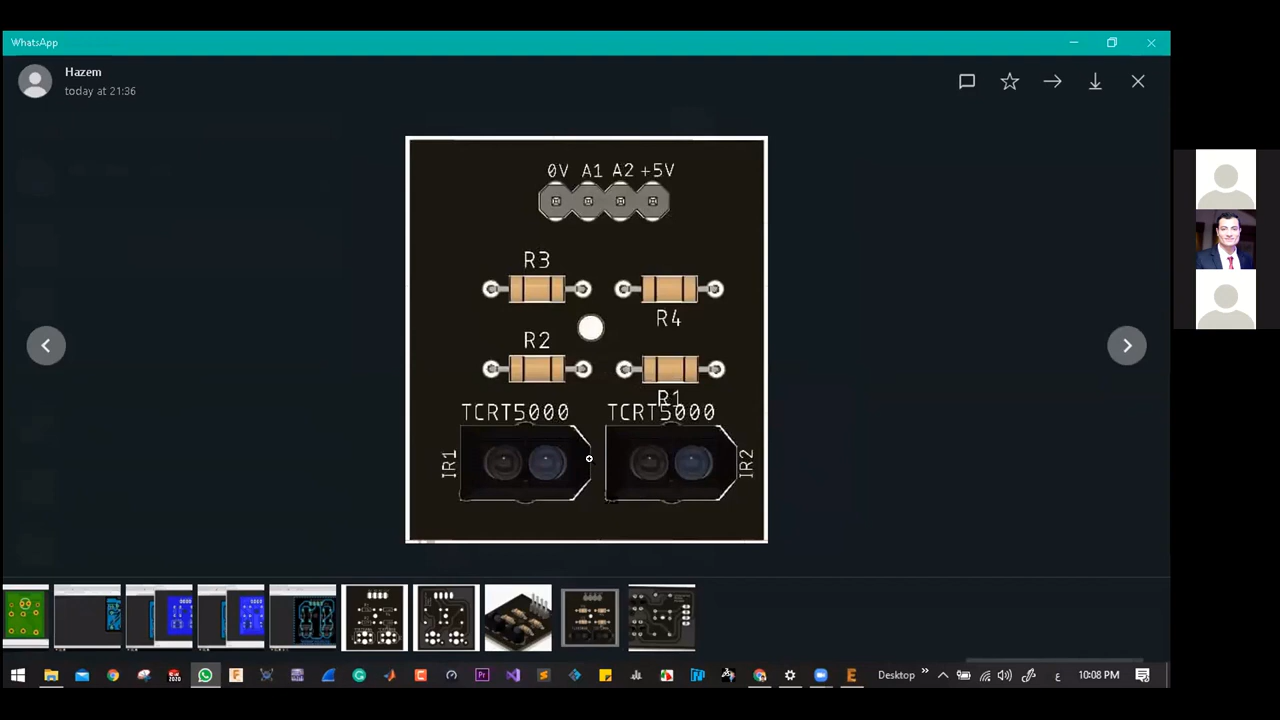 WhatsApp
Hazem
today at 21:36
0V A1 A2 +5V
R3
R4
R2
R1
TCRT5000 TCRT5000
IR1
IR2
Desktop
ع
10:08 PM